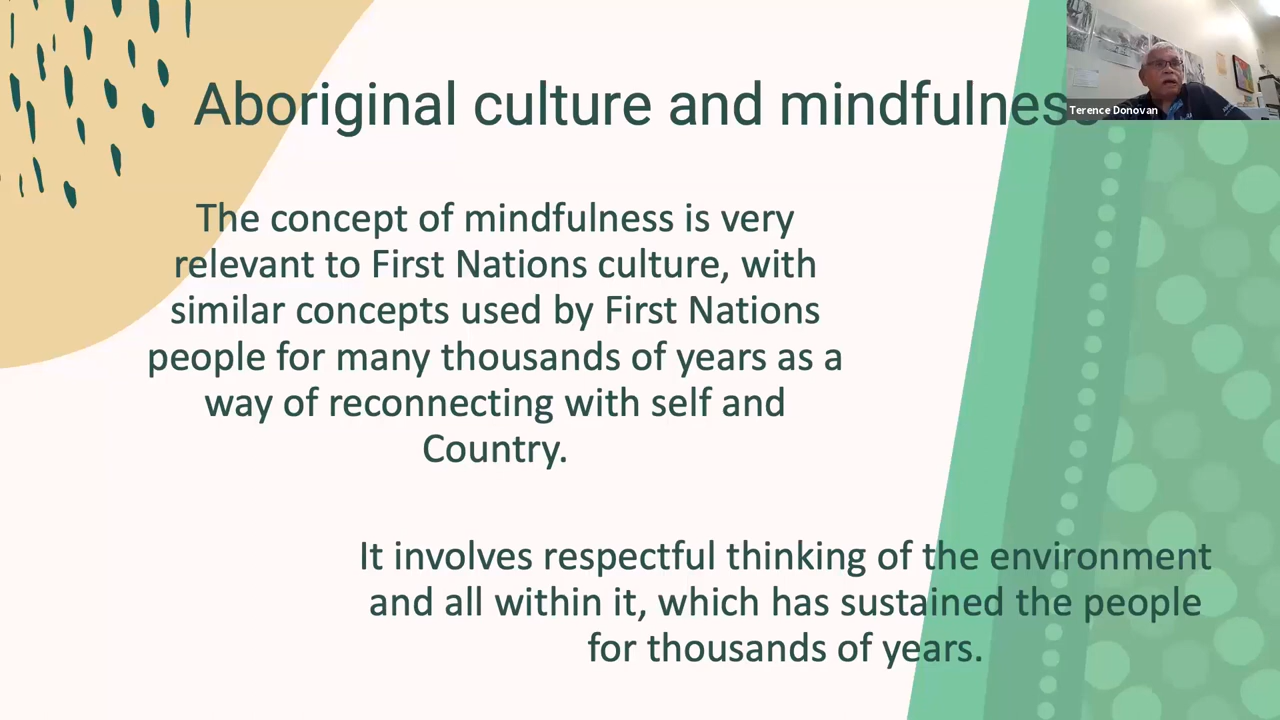 Aboriginal culture and mindfulness
Terence Donovan
The concept of mindfulness is very
relevant to First Nations culture, with
similar concepts used by First Nations
people for many thousands of years as a
way of reconnecting with self and
Country.
It involves respectful thinking of the environment
and all within it, which has sustained the people
for thousands of years.